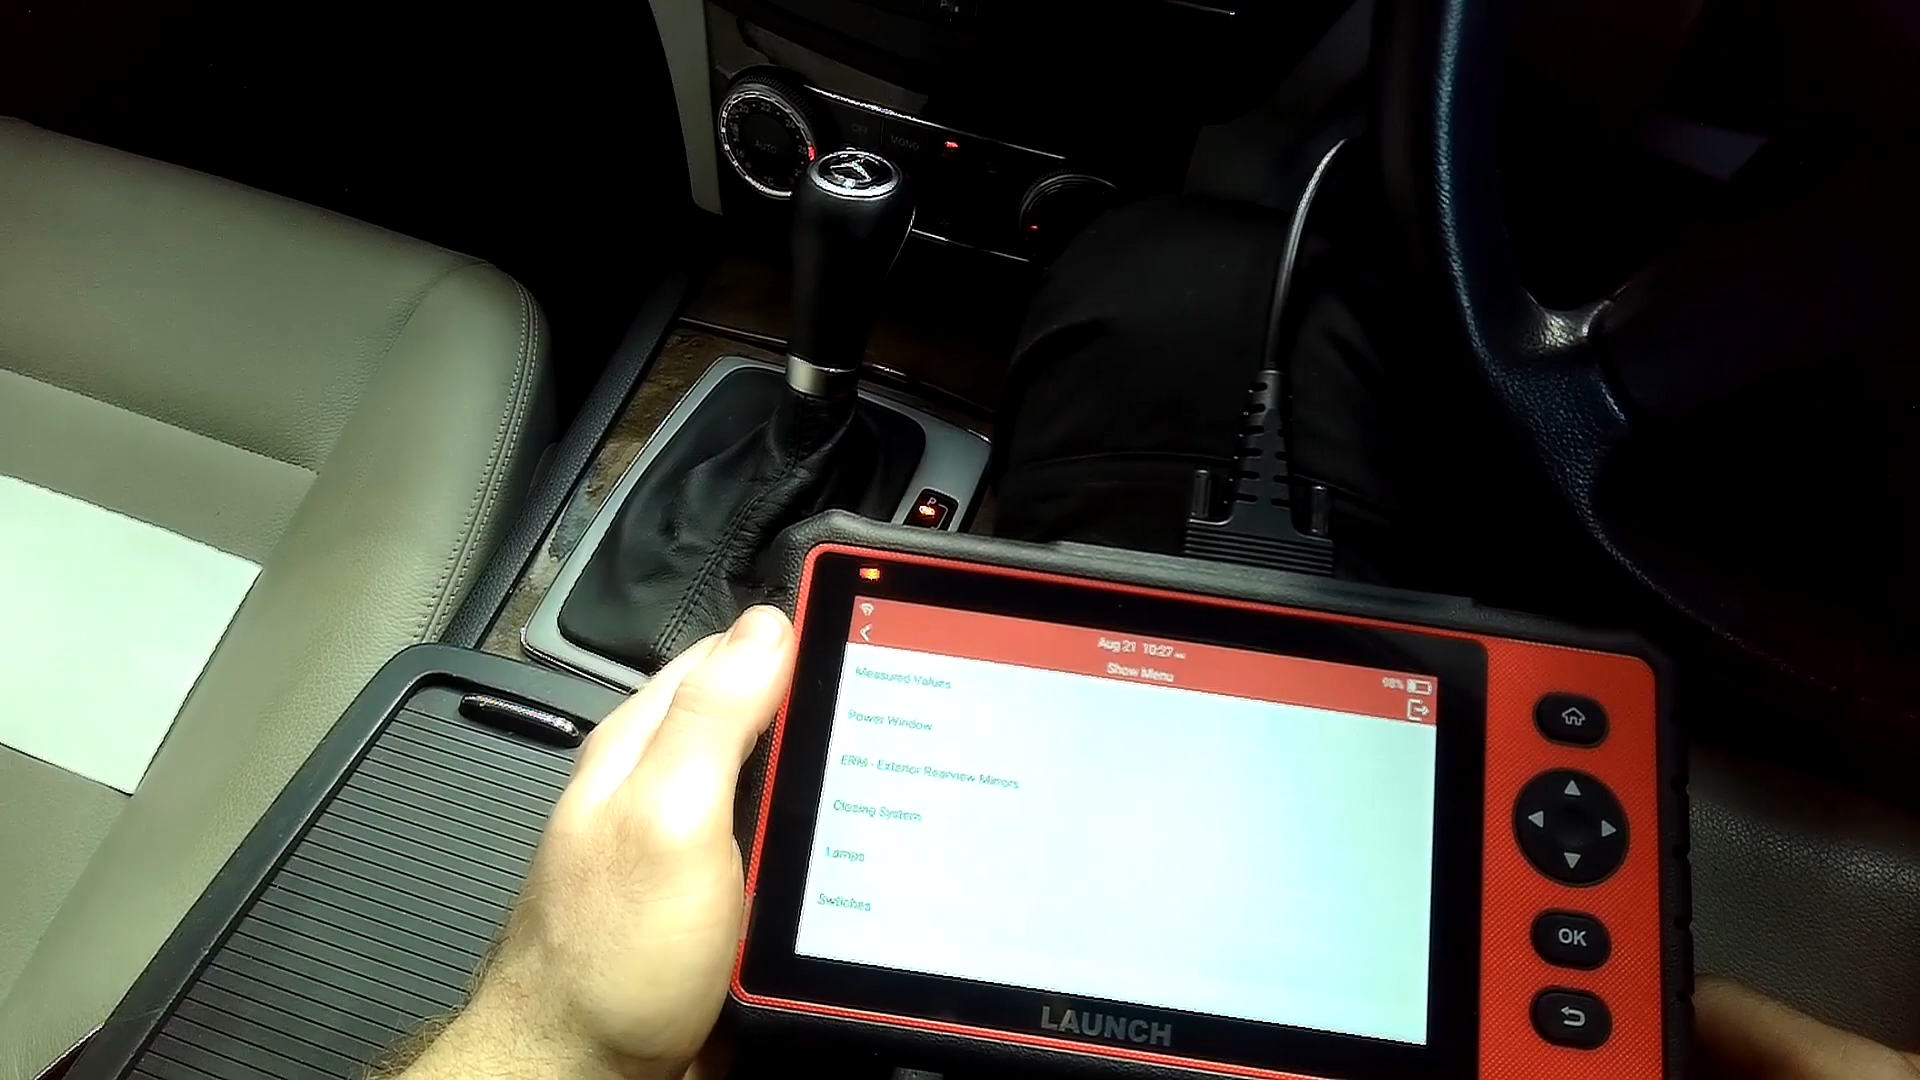 AUTO
OFF
MONO
P
Aug 21 10:27
Show Menu
98%
Measured Values
Power Window
ERM - Exterior Rearview Mirrors
Closing System
Lamps
Switches
OK
LAUNCH